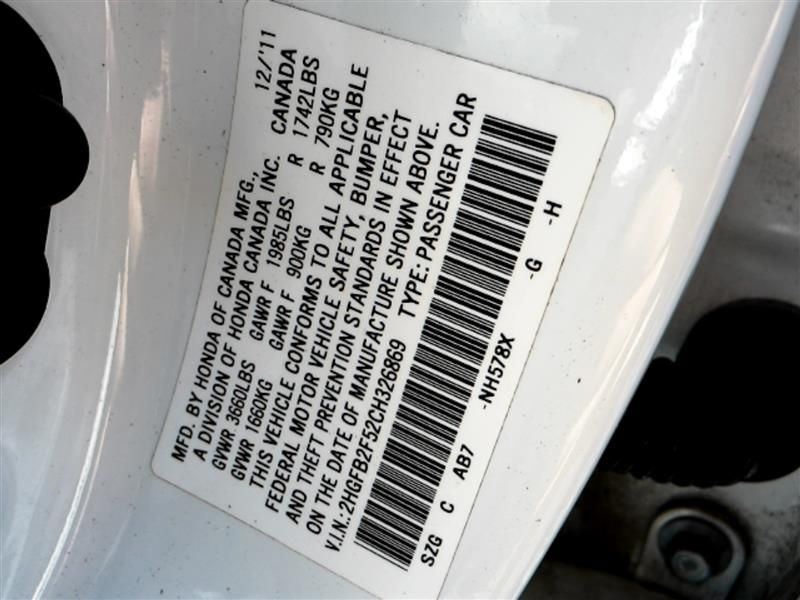 MFD. BY HONDA OF CANADA MFG., 12/'11
A DIVISION OF HONDA CANADA INC. CANADA
GVWR 3660LBS GAWR F 1985LBS R 1742LBS
GVWR 1660KG GAWR F 900KG R 790KG
THIS VEHICLE CONFORMS TO ALL APPLICABLE
FEDERAL MOTOR VEHICLE SAFETY, BUMPER,
AND THEFT PREVENTION STANDARDS IN EFFECT
ON THE DATE OF MANUFACTURE SHOWN ABOVE.
V.I.N.: 2HGFB2F52CH326869 TYPE: PASSENGER CAR
SZG C AB7 -NH578X -G -H